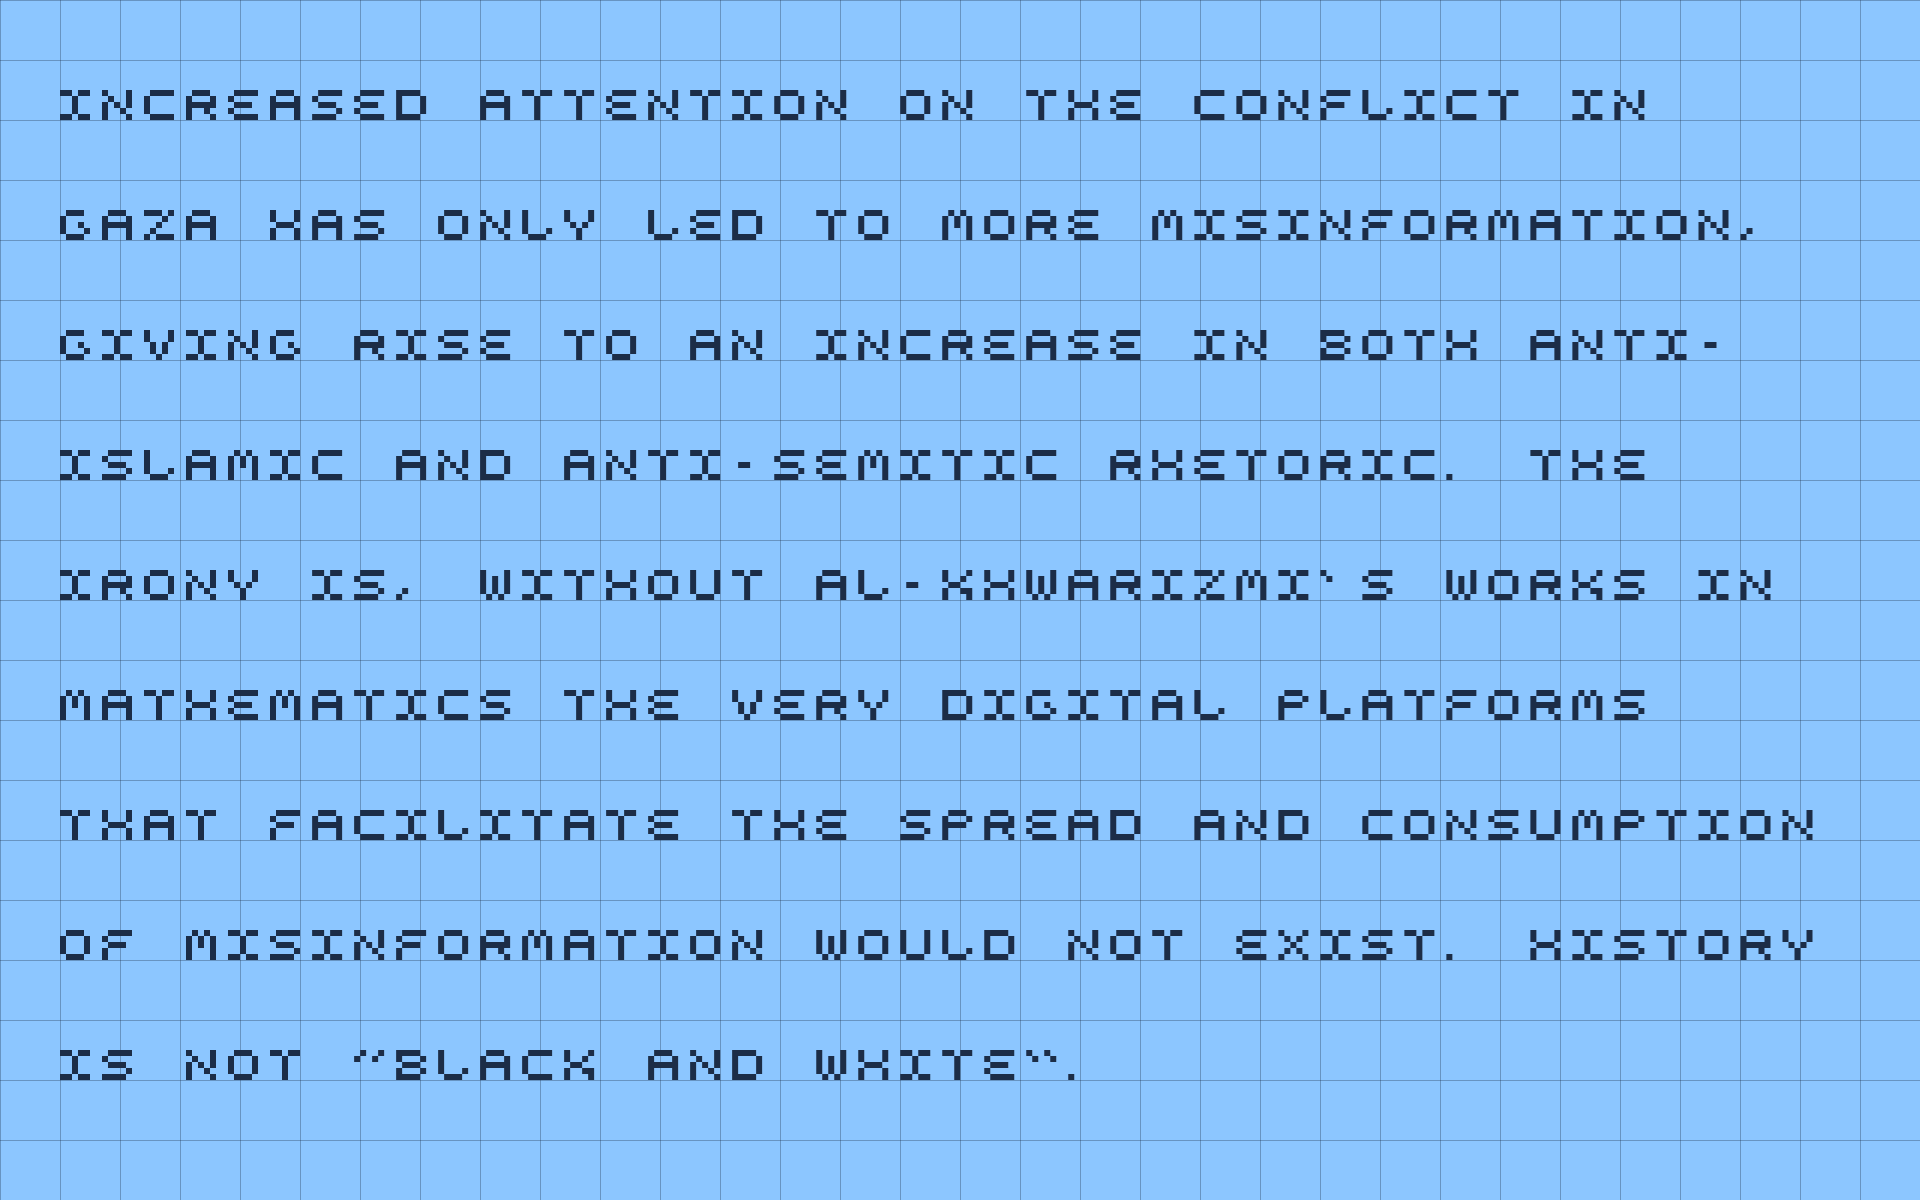 INCREASED ATTENTION ON THE CONFLICT IN
GAZA HAS ONLY LED TO MORE MISINFORMATION,
GIVING RISE TO AN INCREASE IN BOTH ANTI-
ISLAMIC AND ANTI-SEMITIC RHETORIC. THE
IRONY IS, WITHOUT AL-KHWARIZMI'S WORKS IN
MATHEMATICS THE VERY DIGITAL PLATFORMS
THAT FACILITATE THE SPREAD AND CONSUMPTION
OF MISINFORMATION WOULD NOT EXIST. HISTORY
IS NOT "BLACK AND WHITE".